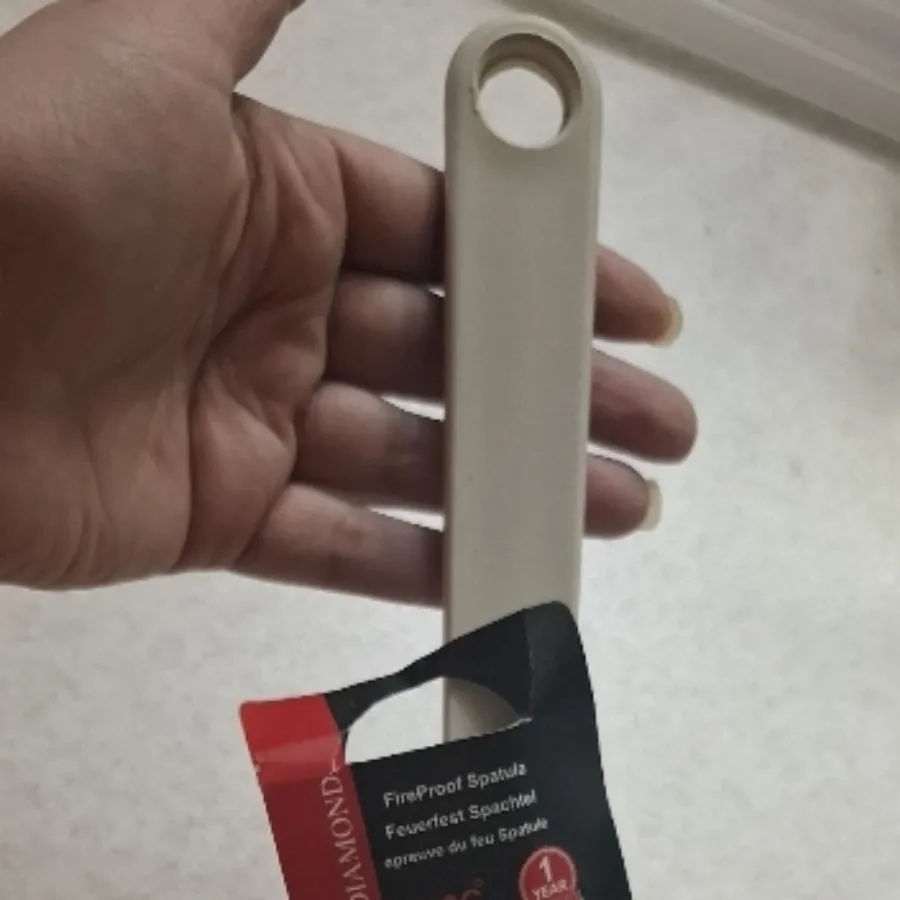 DIAMOND
FireProof Spatula
Feuerfest Spachtel
epreuve du feu Spatule
1
YEAR